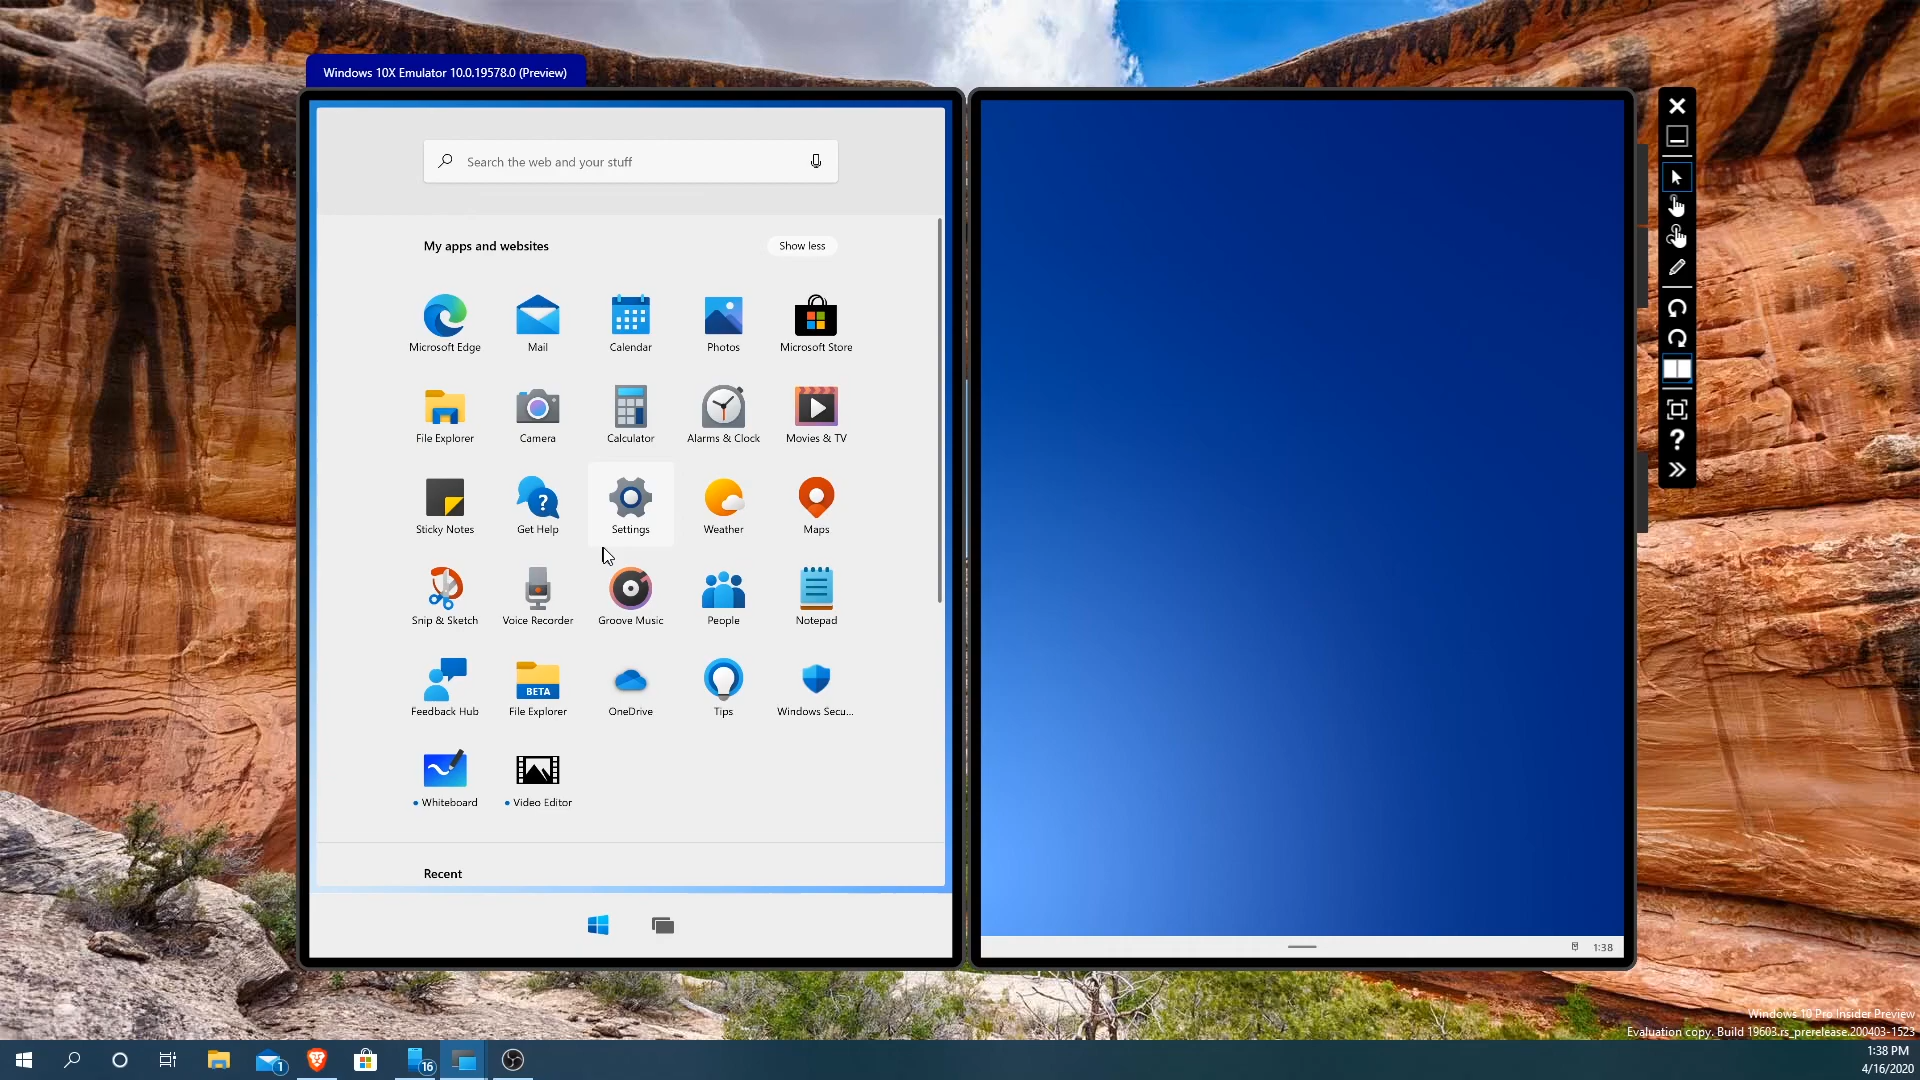 Windows 10X Emulator 10.0.19578.0 (Preview)
Search the web and your stuff
My apps and websites
Show less
Microsoft Edge
Mail
Calendar
Photos
Microsoft Store
File Explorer
Camera
Calculator
Alarms & Clock
Movies & TV
Sticky Notes
Get Help
Settings
Weather
Maps
Snip & Sketch
Voice Recorder
Groove Music
People
Notepad
Feedback Hub
BETA
File Explorer
OneDrive
Tips
Windows Secu...
Whiteboard
Video Editor
Recent
1:38
Windows 10 Pro Insider Preview
Evaluation copy. Build 19603.rs_prerelease.200403-1523
1
16
1:38 PM
4/16/2020